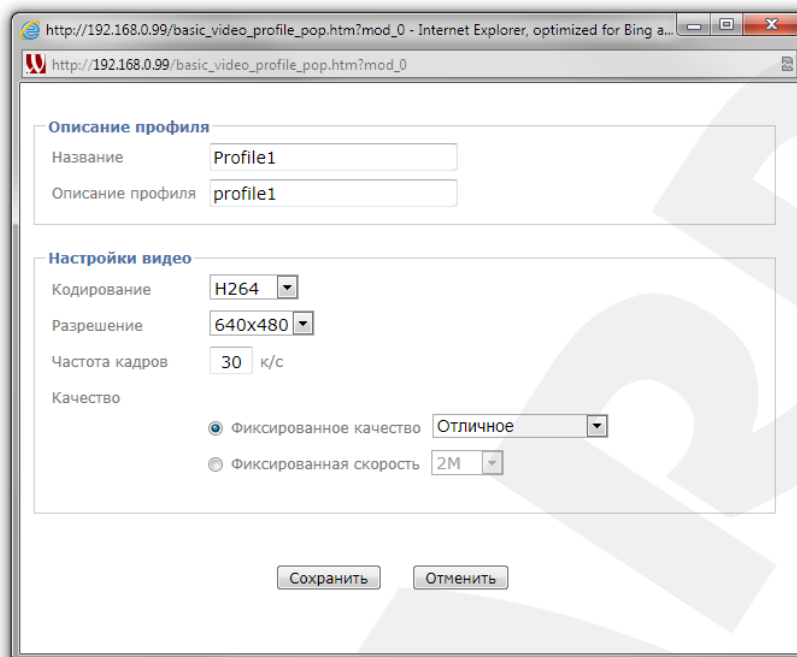 http://192.168.0.99/basic_video_profile_pop.htm?mod_0 - Internet Explorer, optimized for Bing a...
http://192.168.0.99/basic_video_profile_pop.htm?mod_0
Описание профиля
Название Profile1
Описание профиля profile1
Настройки видео
Кодирование H264
Разрешение 640x480
Частота кадров 30 к/с
Качество
Фиксированное качество Отличное
Фиксированная скорость 2M
Сохранить Отменить